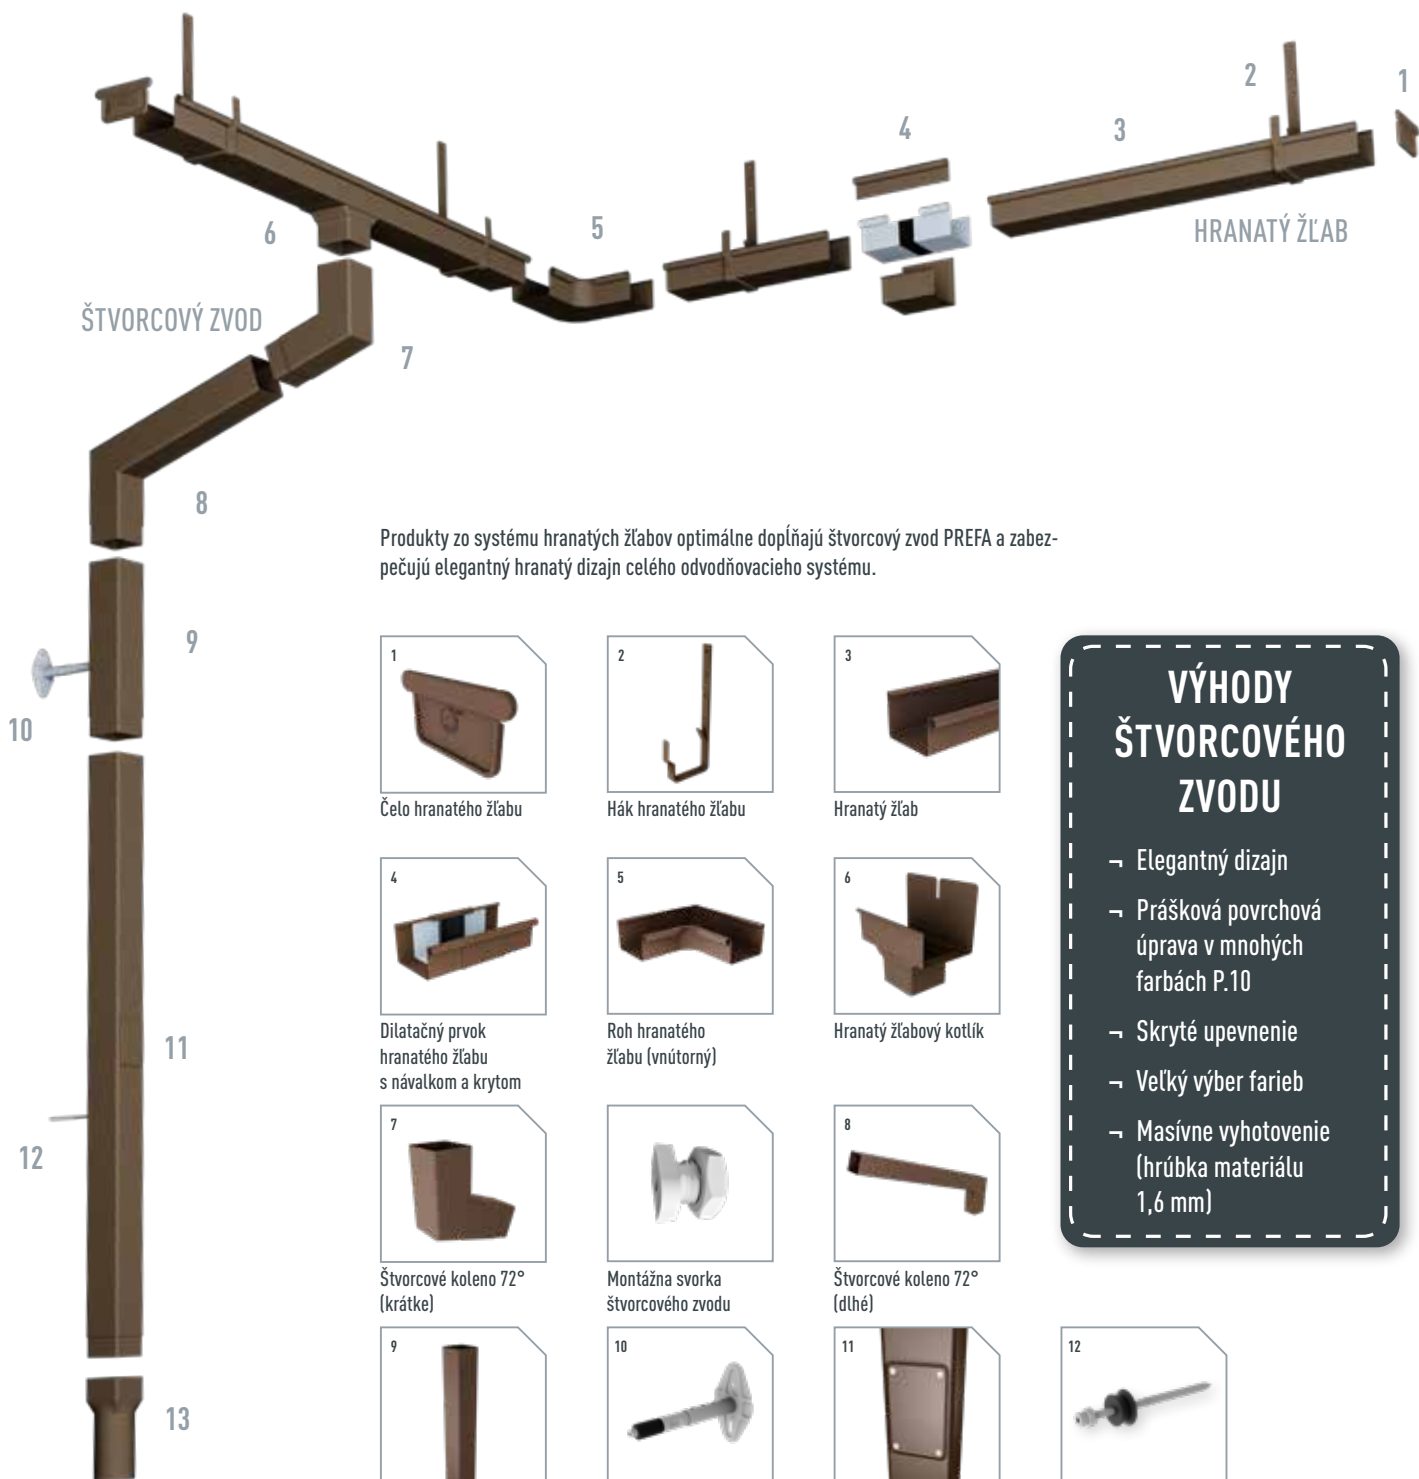 2
1
4
3
6
5
HRANATÝ ŽĽAB
ŠTVORCOVÝ ZVOD
7
8
Produkty zo systému hranatých žľabov optimálne dopĺňajú štvorcový zvod PREFA a zabez-
pečujú elegantný hranatý dizajn celého odvodňovacieho systému.
9
10
11
12
13
1
Čelo hranatého žľabu
2
Hák hranatého žľabu
3
Hranatý žľab
4
Dilatačný prvok
hranatého žľabu
s návalkom a krytom
5
Roh hranatého
žľabu (vnútorný)
6
Hranatý žľabový kotlík
7
Štvorcové koleno 72°
(krátke)
Montážna svorka
štvorcového zvodu
8
Štvorcové koleno 72°
(dlhé)
9
10
11
12
VÝHODY
ŠTVORCOVÉHO
ZVODU
¬ Elegantný dizajn
¬ Prášková povrchová
úprava v mnohých
farbách P.10
¬ Skryté upevnenie
¬ Veľký výber farieb
¬ Masívne vyhotovenie
(hrúbka materiálu
1,6 mm)